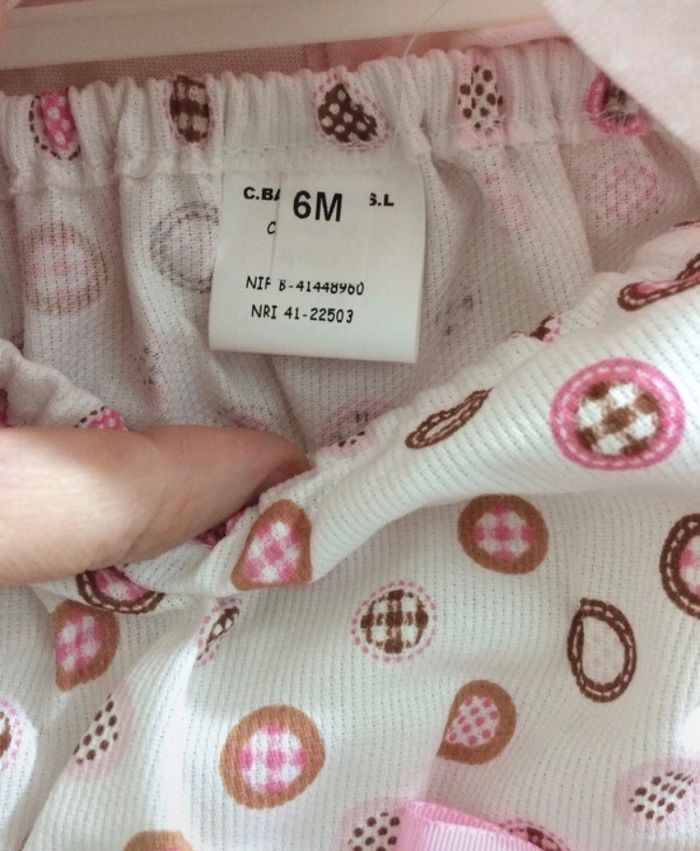 C.BA 6M S.L
C
NIF B-41448960
NRI 41-22503